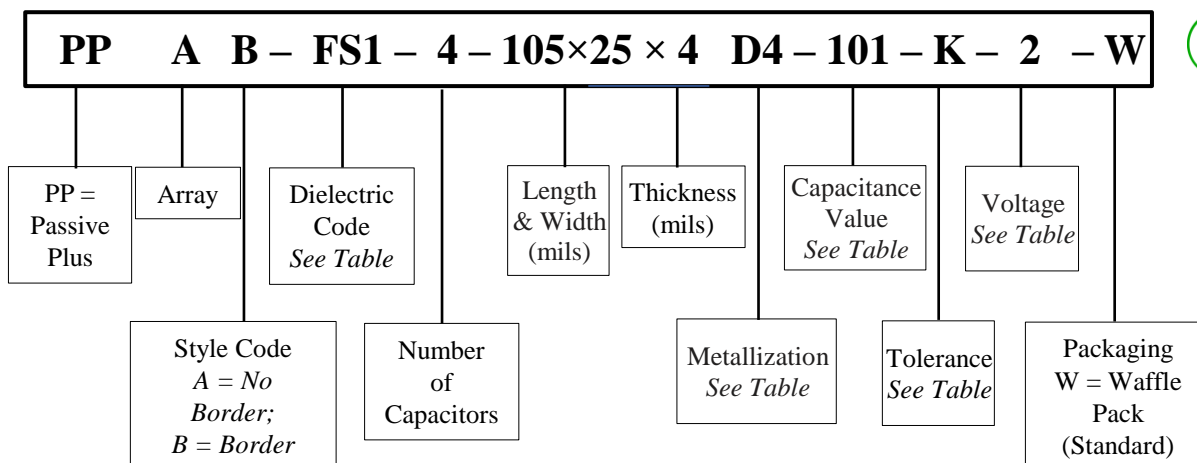 PP A B – FS1 – 4 – 105×25 × 4 D4 – 101 – K – 2 – W
PP =
Passive
Plus
Array
Dielectric
Code
See Table
Length
& Width
(mils)
Thickness
(mils)
Capacitance
Value
See Table
Voltage
See Table
Style Code
A = No
Border;
B = Border
Number
of
Capacitors
Metallization
See Table
Tolerance
See Table
Packaging
W = Waffle
Pack
(Standard)